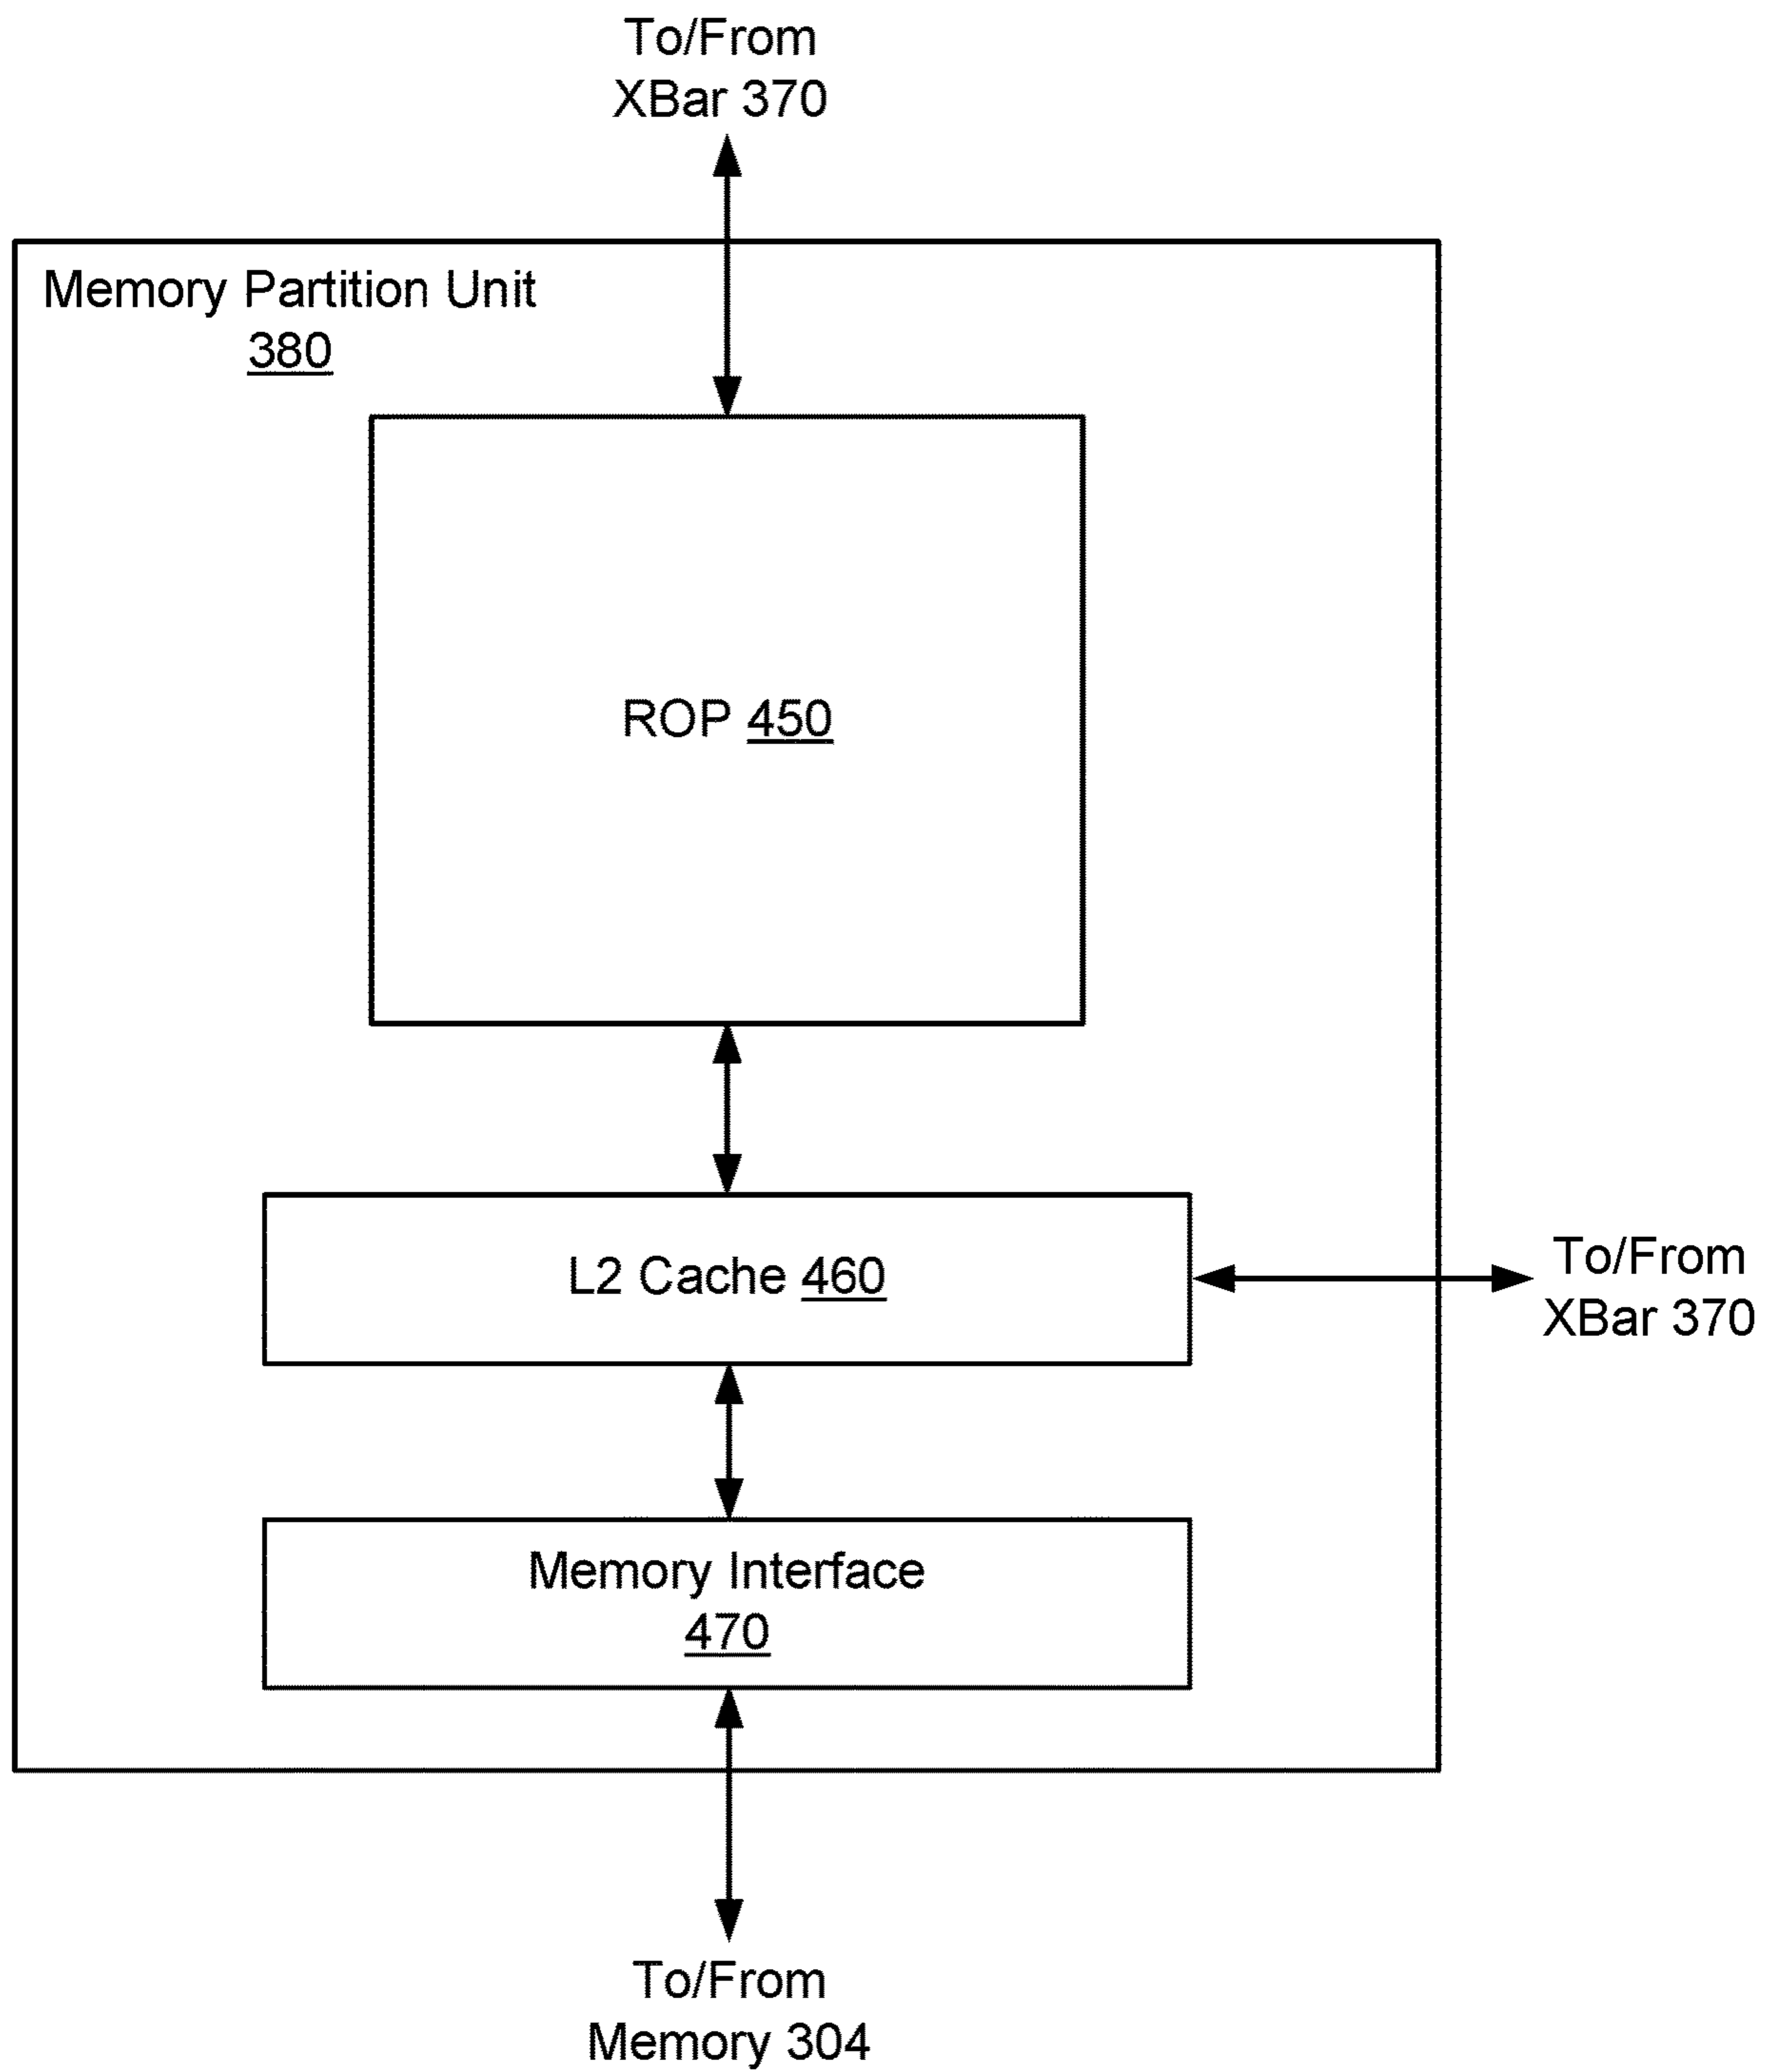 To/From
XBar 370
Memory Partition Unit
380
ROP 450
L2 Cache 460
To/From
XBar 370
Memory Interface
470
To/From
Memory 304